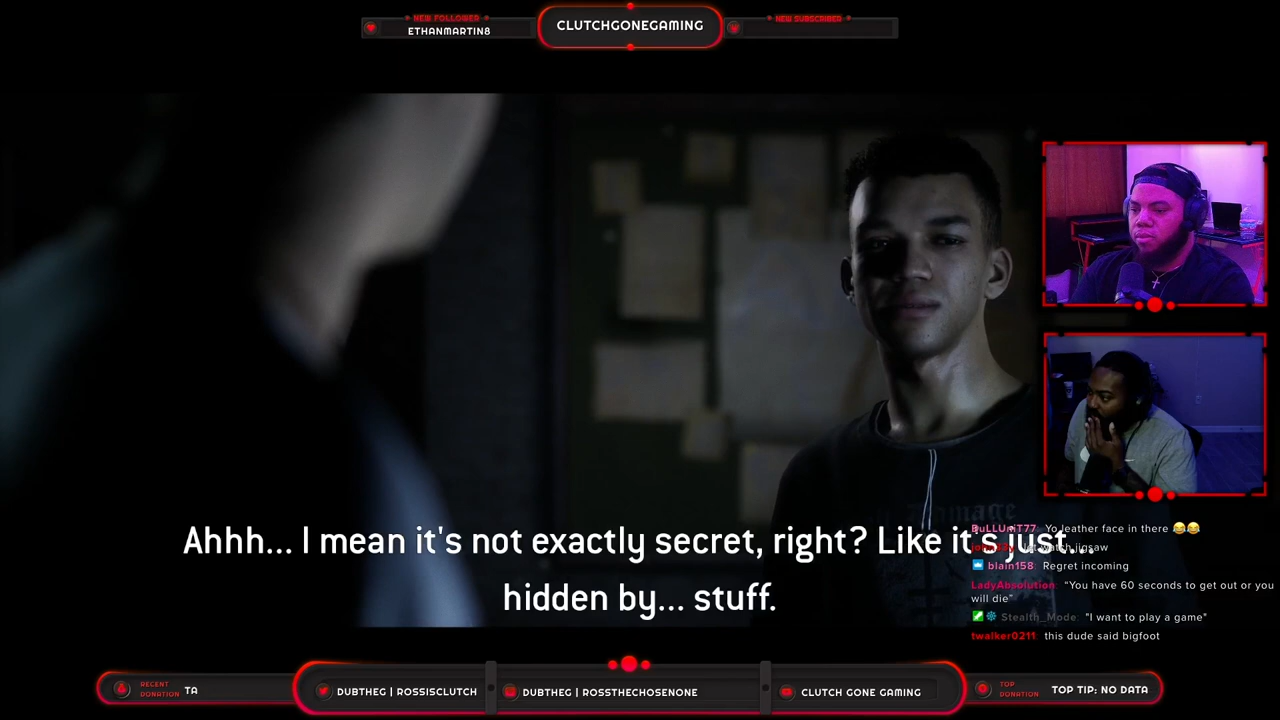 NEW FOLLOWER
ETHANMARTIN8
CLUTCHGONEGAMING
NEW SUBSCRIBER
Ahhh... I mean it's not exactly secret, right? Like it's just...
hidden by... stuff.
BuLLUniT77: Yo leather face in there 😂😂
watch jigsaw
blain158: Regret incoming
LadyAbsolution: "You have 60 seconds to get out or you
will die"
Stealth_Mode: "I want to play a game"
twalker0211: this dude said bigfoot
RECENT
DONATION TA
DUBTHEG | ROSSISCLUTCH
DUBTHEG | ROSSTHECHOSENONE
CLUTCH GONE GAMING
TOP
DONATION TOP TIP: NO DATA